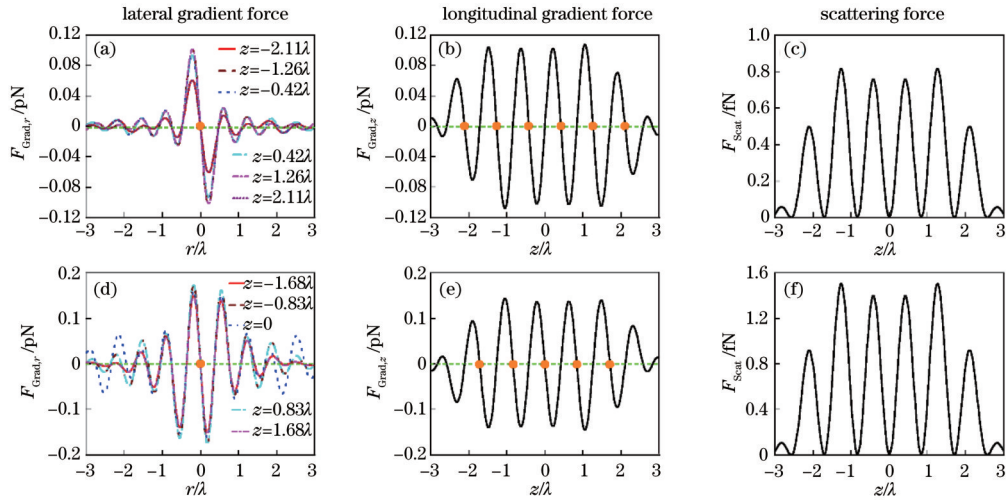 lateral gradient force
longitudinal gradient force
scattering force
(a)
z=−2.11λ
z=−1.26λ
z=−0.42λ
z=0.42λ
z=1.26λ
z=2.11λ
F_Grad,r /pN
0.12
0.08
0.04
0
−0.04
−0.08
−0.12
−3 −2 −1 0 1 2 3
r/λ
(b)
F_Grad,z /pN
0.12
0.08
0.04
0
−0.04
−0.08
−0.12
−3 −2 −1 0 1 2 3
z/λ
(c)
F_Scat /fN
1.0
0.8
0.6
0.4
0.2
0
−3 −2 −1 0 1 2 3
z/λ
(d)
z=−1.68λ
z=−0.83λ
z=0
z=0.83λ
z=1.68λ
F_Grad,r /pN
0.2
0.1
0
−0.1
0.2
−3 −2 −1 0 1 2 3
r/λ
(e)
F_Grad,z /pN
0.2
0.1
0
−0.1
0.2
−3 −2 −1 0 1 2 3
z/λ
(f)
F_Scat /fN
1.6
1.2
0.8
0.4
0
−3 −2 −1 0 1 2 3
z/λ